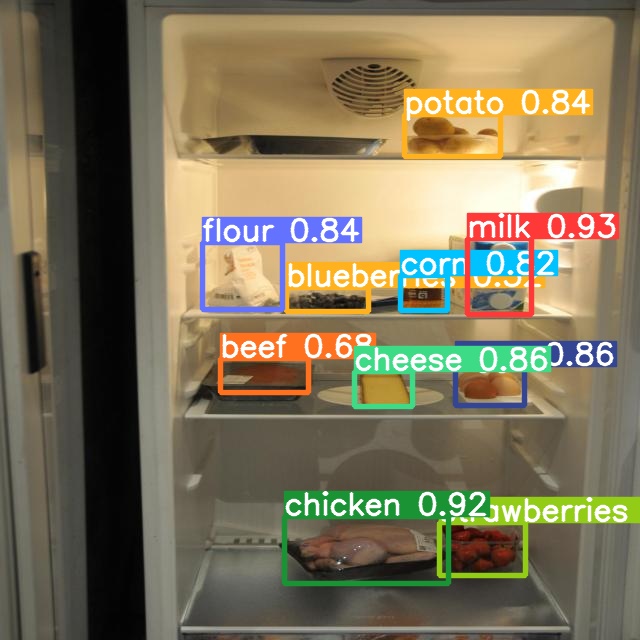 potato 0.84
flour 0.84
milk 0.93
corn 0.82
beef 0.68
cheese 0.86
0.86
chicken 0.92